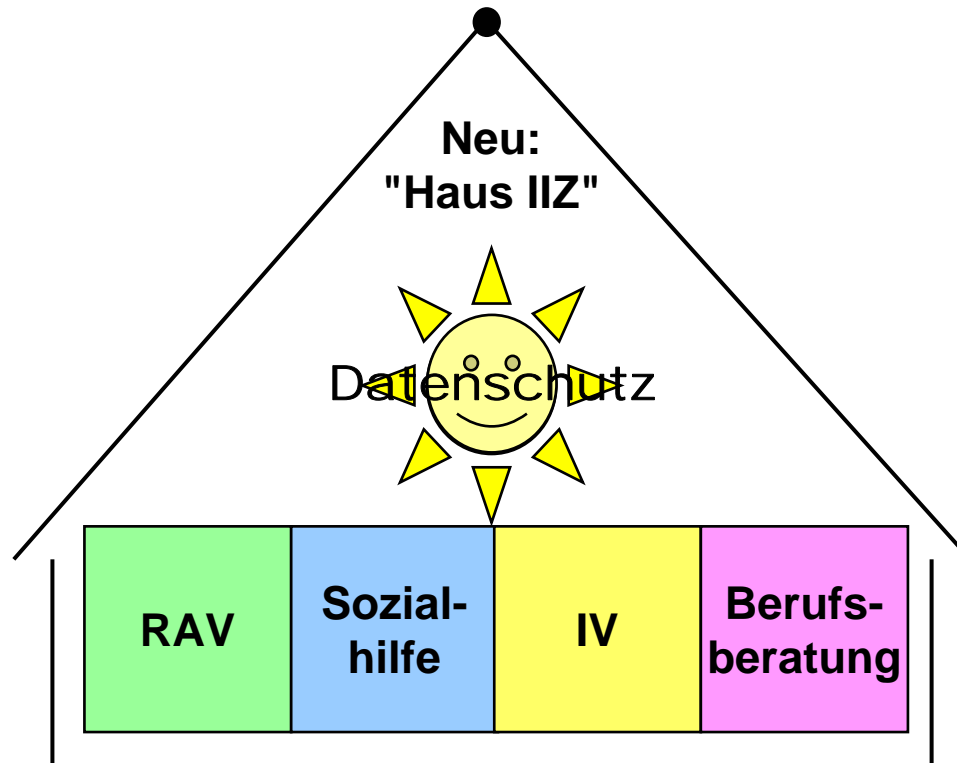 Neu:
"Haus IIZ"
Datenschutz
RAV
Sozial-
hilfe
IV
Berufs-
beratung